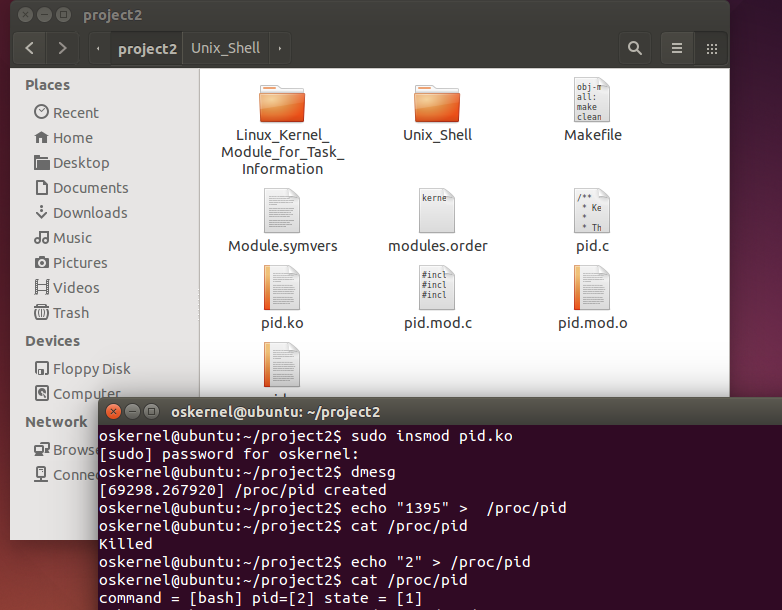 project2
project2
Unix_Shell
Places
Recent
Home
Desktop
Documents
Downloads
Music
Pictures
Videos
Trash
Devices
Floppy Disk
Computer
Network
Linux_Kernel_
Module_for_Task_
Information
Unix_Shell
obj-m
all:
make
clean
Makefile
Module.symvers
kerne
modules.order
/**
* Ke
*
* Th
pid.c
pid.ko
#incl
#incl
#incl
pid.mod.c
pid.mod.o
oskernel@ubuntu: ~/project2
oskernel@ubuntu:~/project2$ sudo insmod pid.ko
[sudo] password for oskernel:
oskernel@ubuntu:~/project2$ dmesg
[69298.267920] /proc/pid created
oskernel@ubuntu:~/project2$ echo "1395" >  /proc/pid
oskernel@ubuntu:~/project2$ cat /proc/pid
Killed
oskernel@ubuntu:~/project2$ echo "2" > /proc/pid
oskernel@ubuntu:~/project2$ cat /proc/pid
command = [bash] pid=[2] state = [1]